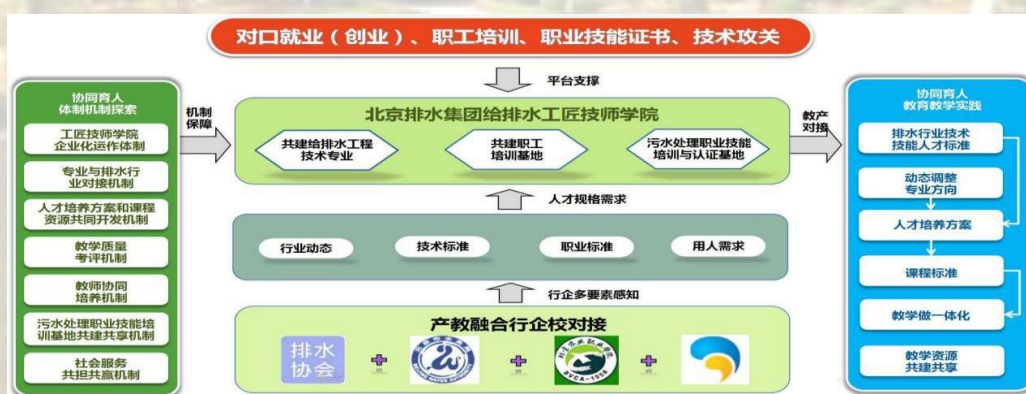 对口就业（创业）、职工培训、职业技能证书、技术攻关
平台支撑
协同育人
体制机制探索
工匠技师学院
企业化运作体制
专业与排水行
业对接机制
人才培养方案和课程
资源共同开发机制
教学质量
考评机制
教师协同
培养机制
污水处理职业技能培
训基地共建共享机制
社会服务
共担共赢机制
机制
保障
北京排水集团给排水工匠技师学院
共建给排水工程
技术专业
共建职工
培训基地
污水处理职业技能
培训与认证基地
人才规格需求
行业动态
技术标准
职业标准
用人需求
行企多要素感知
产教融合行企校对接
排水
协会
+
+
+
BVCA-1958
教产
对接
协同育人
教育教学实践
排水行业技术
技能人才标准
动态调整
专业方向
人才培养方案
课程标准
教学做一体化
教学资源
共建共享